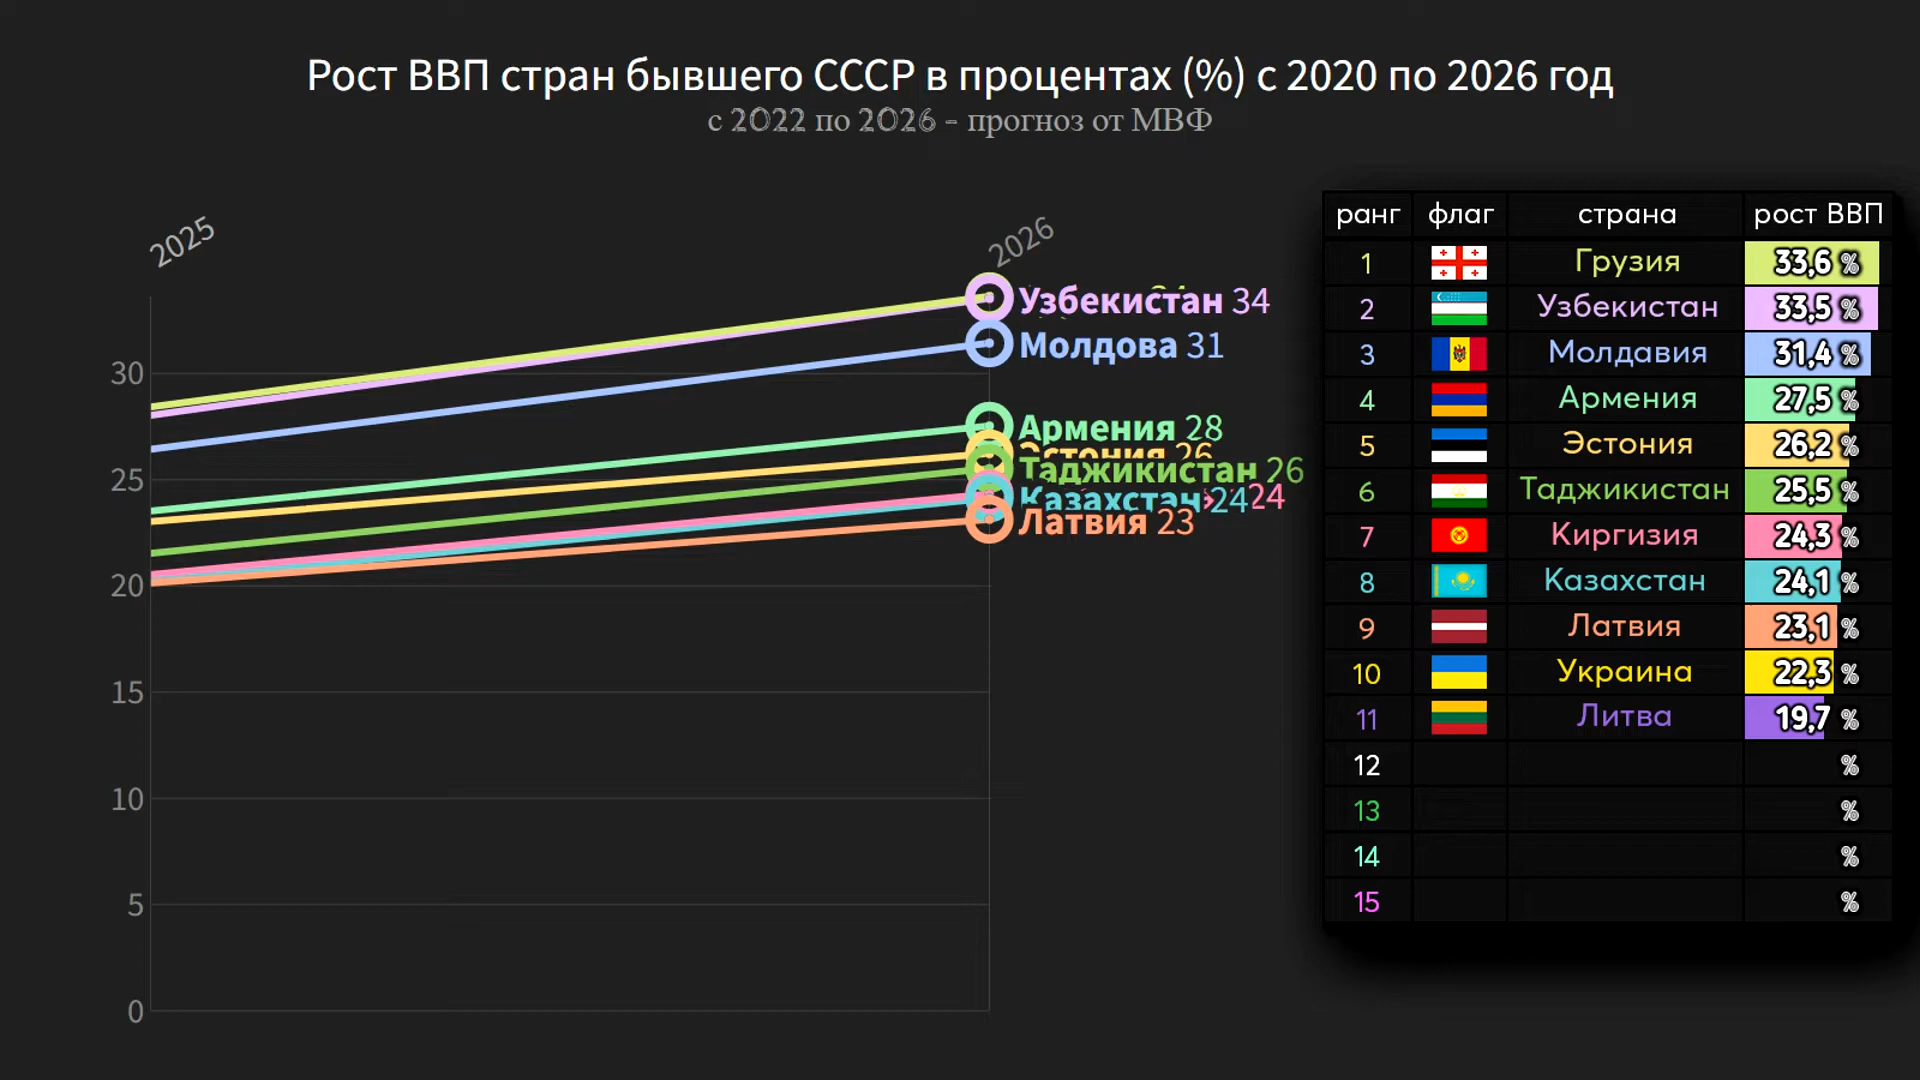 Рост ВВП стран бывшего СССР в процентах (%) с 2020 по 2026 год
с 2022 по 2026 - прогноз от МВФ
2025
2026
30
25
20
15
10
5
0
Узбекистан 34
Молдова 31
Армения 28
Эстония 26
Таджикистан 26
24
Казахстан 24
Латвия 23
ранг флаг страна рост ВВП
1 Грузия 33,6 %
2 Узбекистан 33,5 %
3 Молдавия 31,4 %
4 Армения 27,5 %
5 Эстония 26,2 %
6 Таджикистан 25,5 %
7 Киргизия 24,3 %
8 Казахстан 24,1 %
9 Латвия 23,1 %
10 Украина 22,3 %
11 Литва 19,7 %
12 %
13 %
14 %
15 %